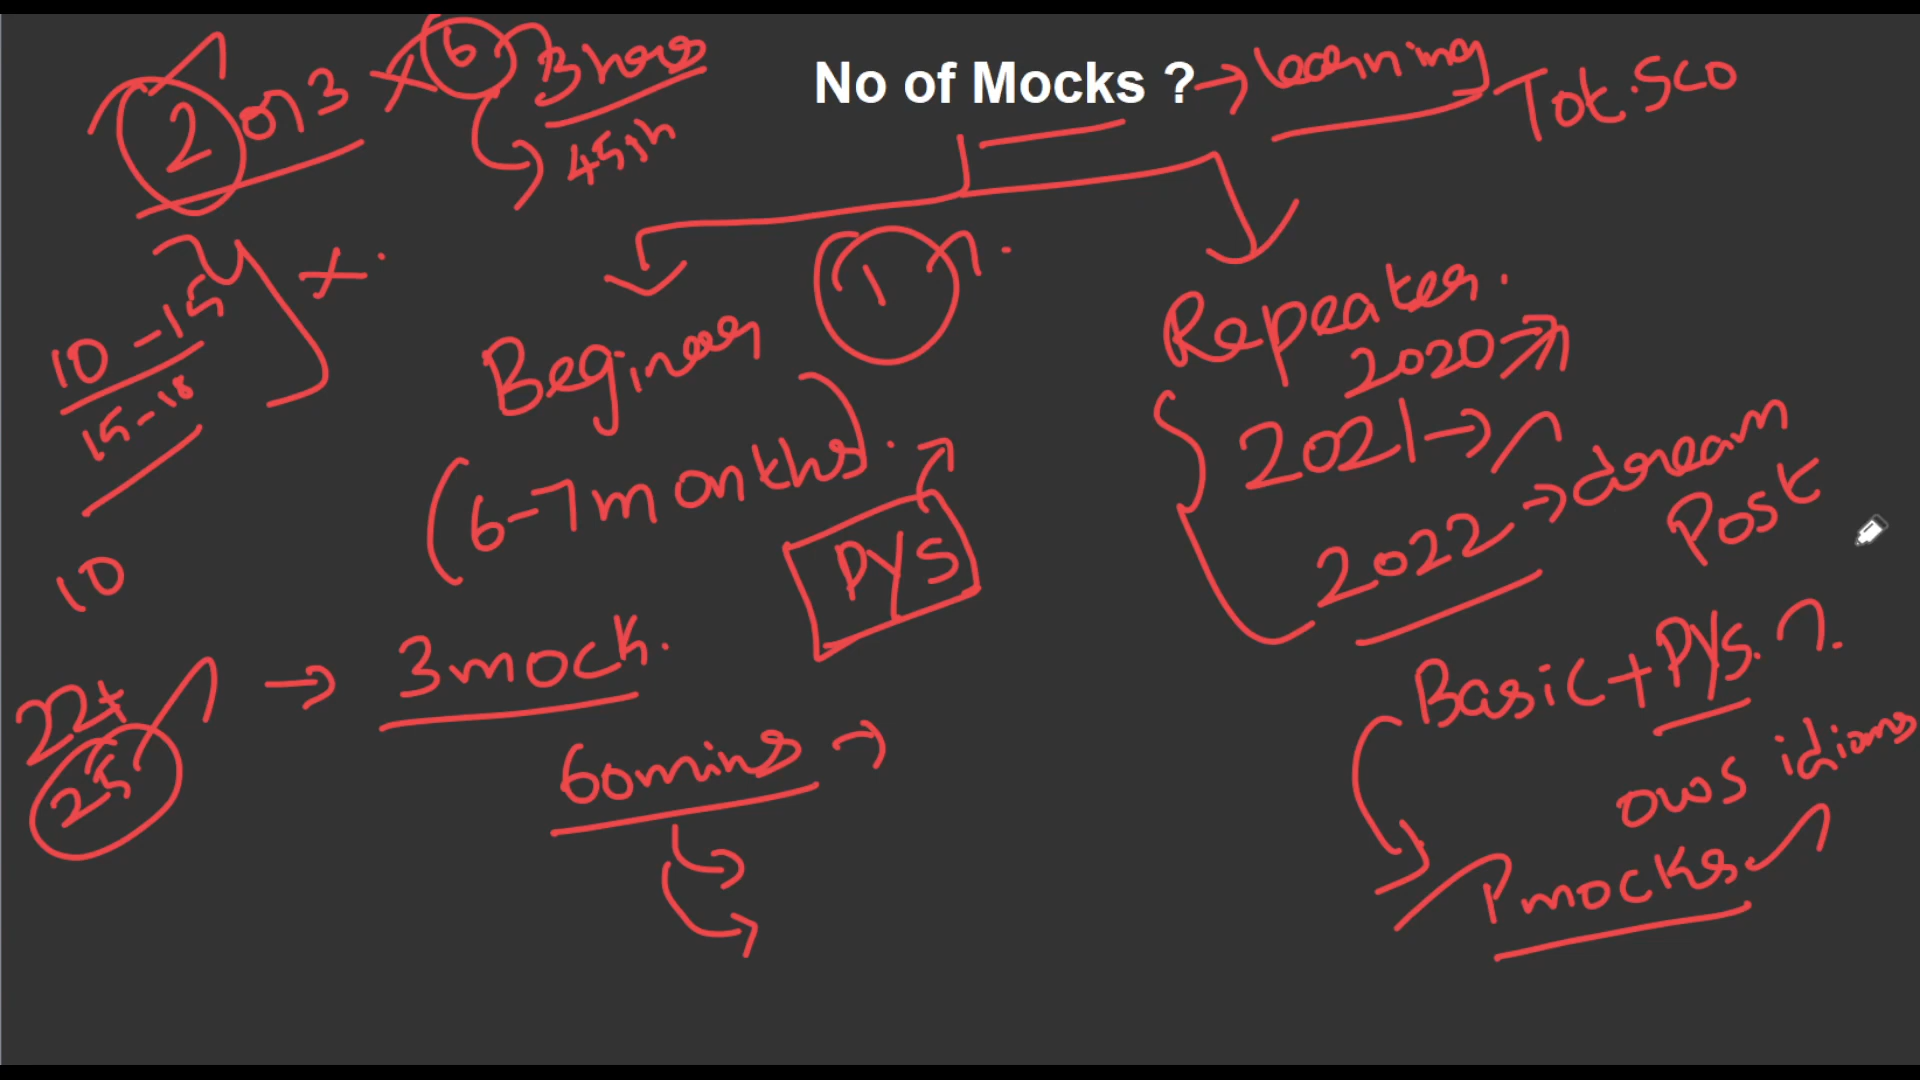 No of Mocks ? → learning
Tot. Sco
2 or 3 × 6 3 hours
45 m
10 - 15 ×
15-18
10
22+
25 → 3 mock.
1
Beginner
(6-7 months).
PYS
60 mins →
Repeater.
2020 →
2021 →
2022 → dream
Post
Basic + PYS.
ows idioms
1 mocks